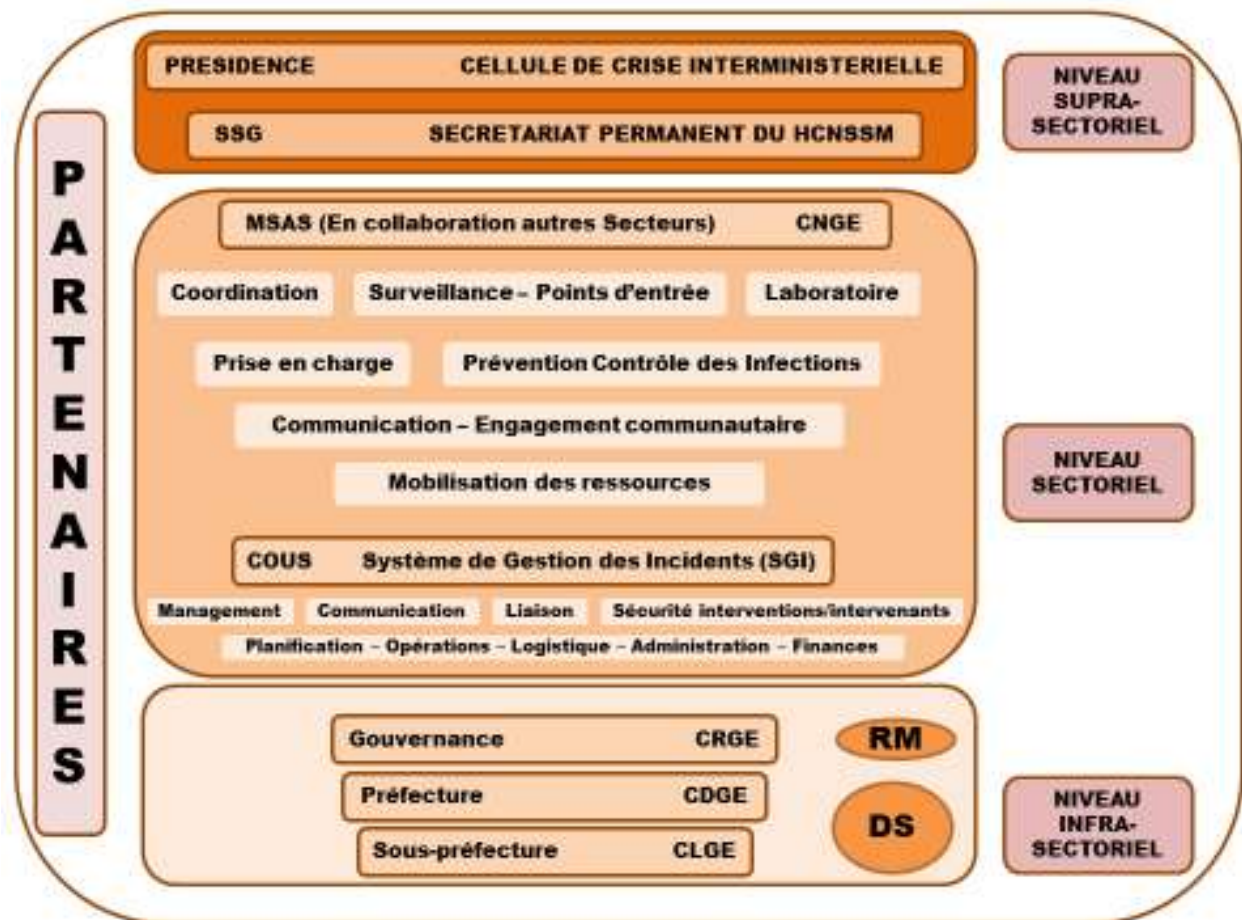 PRESIDENCE CELLULE DE CRISE INTERMINISTERIELLE
SSG SECRETARIAT PERMANENT DU HCNSSM
NIVEAU
SUPRA-
SECTORIEL
PARTENAIRES
MSAS (En collaboration autres Secteurs) CNGE
Coordination
Surveillance – Points d'entrée
Laboratoire
Prise en charge
Prévention Contrôle des Infections
Communication – Engagement communautaire
Mobilisation des ressources
NIVEAU
SECTORIEL
COUS Système de Gestion des Incidents (SGI)
Management
Communication
Liaison
Sécurité interventions/intervenants
Planification – Opérations – Logistique – Administration – Finances
Gouvernance CRGE
RM
Préfecture CDGE
DS
Sous-préfecture CLGE
NIVEAU
INFRA-
SECTORIEL